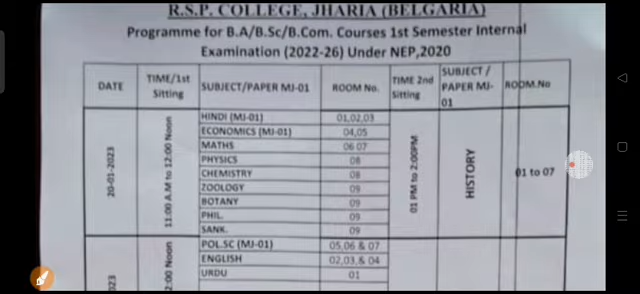 R.S.P. COLLEGE, JHARIA (BELGARIA)
Programme for B.A/B.Sc/B.Com. Courses 1st Semester Internal
Examination (2022-26) Under NEP,2020
DATE TIME/1st Sitting SUBJECT/PAPER MJ-01 ROOM No. TIME 2nd Sitting SUBJECT / PAPER MJ-01 ROOM.No
20-01-2023 11:00 A.M to 12:00 Noon
HINDI (MJ-01) 01,02,03
ECONOMICS (MJ-01) 04,05
MATHS 06 07
PHYSICS 08
CHEMISTRY 08
ZOOLOGY 09
BOTANY 09
PHIL. 09
SANK. 09
01 PM to 2:00PM HISTORY 01 to 07
POL.SC (MJ-01) 05,06 & 07
ENGLISH 02,03,& 04
URDU 01